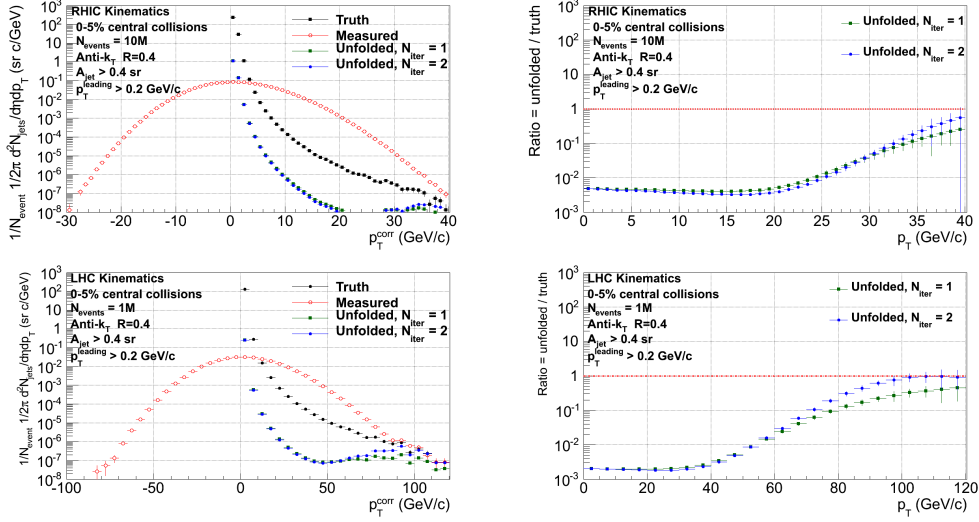 RHIC Kinematics
0-5% central collisions
N_events = 10M
Anti-k_T R=0.4
A_jet > 0.4 sr
p_T^leading > 0.2 GeV/c
Truth
Measured
Unfolded, N_iter = 1
Unfolded, N_iter = 2
1/N_event 1/2π d²N_jets/dηdp_T (sr c/GeV)
10³
10²
10
1
10⁻¹
10⁻²
10⁻³
10⁻⁴
10⁻⁵
10⁻⁶
10⁻⁷
10⁻⁸
-30 -20 -10 0 10 20 30 40
p_T^corr (GeV/c)
RHIC Kinematics
0-5% central collisions
N_events = 10M
Anti-k_T R=0.4
A_jet > 0.4 sr
p_T^leading > 0.2 GeV/c
Unfolded, N_iter = 1
Unfolded, N_iter = 2
Ratio = unfolded / truth
10³
10²
10
1
10⁻¹
10⁻²
10⁻³
0 5 10 15 20 25 30 35 40
p_T (GeV/c)
LHC Kinematics
0-5% central collisions
N_events = 1M
Anti-k_T R=0.4
A_jet > 0.4 sr
p_T^leading > 0.2 GeV/c
Truth
Measured
Unfolded, N_iter = 1
Unfolded, N_iter = 2
1/N_event 1/2π d²N_jets/dηdp_T (sr c/GeV)
10³
10²
10
1
10⁻¹
10⁻²
10⁻³
10⁻⁴
10⁻⁵
10⁻⁶
10⁻⁷
10⁻⁸
-100 -50 0 50 100
p_T^corr (GeV/c)
LHC Kinematics
0-5% central collisions
N_events = 1M
Anti-k_T R=0.4
A_jet > 0.4 sr
p_T^leading > 0.2 GeV/c
Unfolded, N_iter = 1
Unfolded, N_iter = 2
Ratio = unfolded / truth
10³
10²
10
1
10⁻¹
10⁻²
10⁻³
0 20 40 60 80 100 120
p_T (GeV/c)